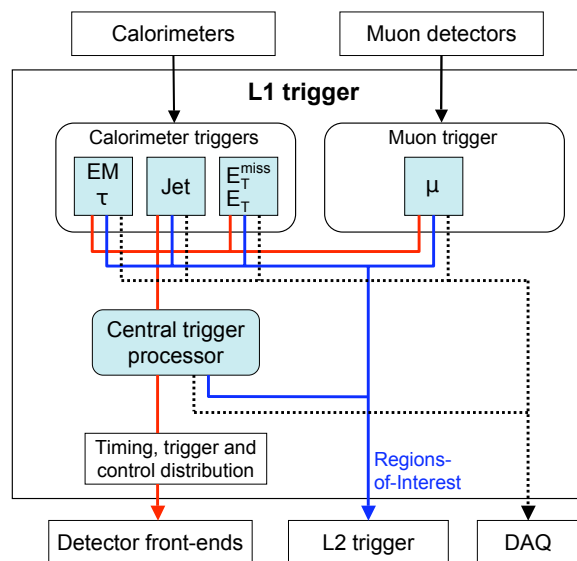 Calorimeters
Muon detectors
L1 trigger
Calorimeter triggers
Muon trigger
EM
τ
Jet
E_T^miss
E_T
μ
Central trigger
processor
Timing, trigger and
control distribution
Regions-
of-Interest
Detector front-ends
L2 trigger
DAQ